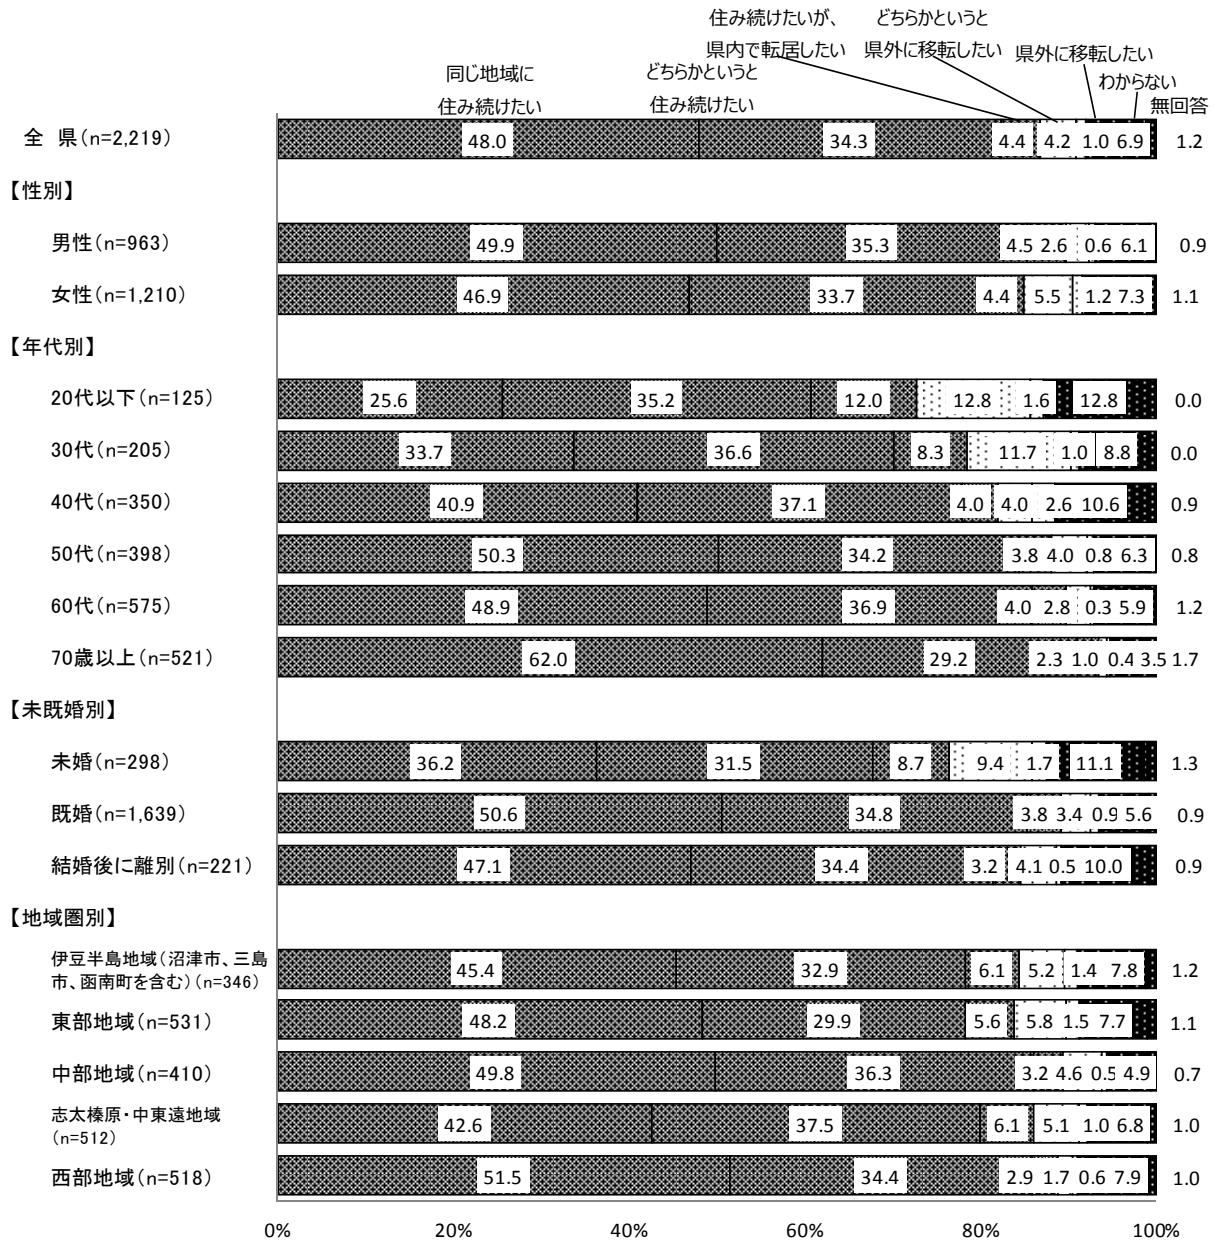 住み続けたいが、 どちらかというと
県内で転居したい 県外に移転したい 県外に移転したい
同じ地域に どちらかというと わからない
住み続けたい 住み続けたい 無回答
全 県(n=2,219) 48.0 34.3 4.4 4.2 1.0 6.9 1.2
【性別】
男性(n=963) 49.9 35.3 4.5 2.6 0.6 6.1 0.9
女性(n=1,210) 46.9 33.7 4.4 5.5 1.2 7.3 1.1
【年代別】
20代以下(n=125) 25.6 35.2 12.0 12.8 1.6 12.8 0.0
30代(n=205) 33.7 36.6 8.3 11.7 1.0 8.8 0.0
40代(n=350) 40.9 37.1 4.0 4.0 2.6 10.6 0.9
50代(n=398) 50.3 34.2 3.8 4.0 0.8 6.3 0.8
60代(n=575) 48.9 36.9 4.0 2.8 0.3 5.9 1.2
70歳以上(n=521) 62.0 29.2 2.3 1.0 0.4 3.5 1.7
【未既婚別】
未婚(n=298) 36.2 31.5 8.7 9.4 1.7 11.1 1.3
既婚(n=1,639) 50.6 34.8 3.8 3.4 0.9 5.6 0.9
結婚後に離別(n=221) 47.1 34.4 3.2 4.1 0.5 10.0 0.9
【地域圏別】
伊豆半島地域(沼津市、三島
市、函南町を含む)(n=346) 45.4 32.9 6.1 5.2 1.4 7.8 1.2
東部地域(n=531) 48.2 29.9 5.6 5.8 1.5 7.7 1.1
中部地域(n=410) 49.8 36.3 3.2 4.6 0.5 4.9 0.7
志太榛原・中東遠地域
(n=512) 42.6 37.5 6.1 5.1 1.0 6.8 1.0
西部地域(n=518) 51.5 34.4 2.9 1.7 0.6 7.9 1.0
0% 20% 40% 60% 80% 100%